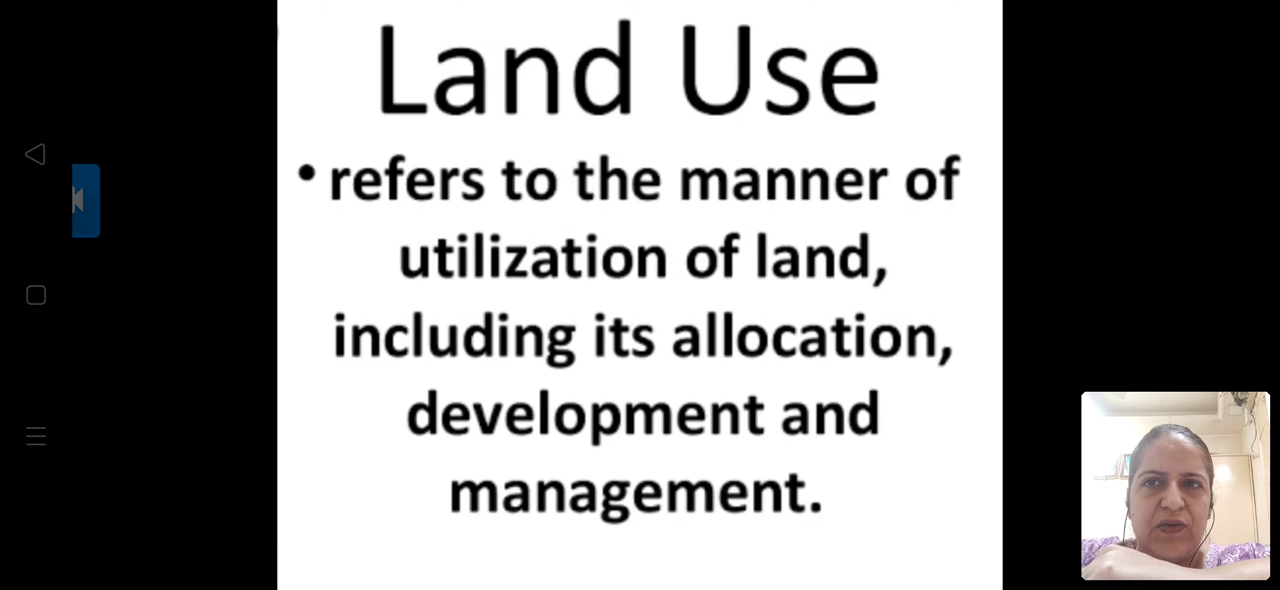 Land Use
• refers to the manner of
utilization of land,
including its allocation,
development and
management.